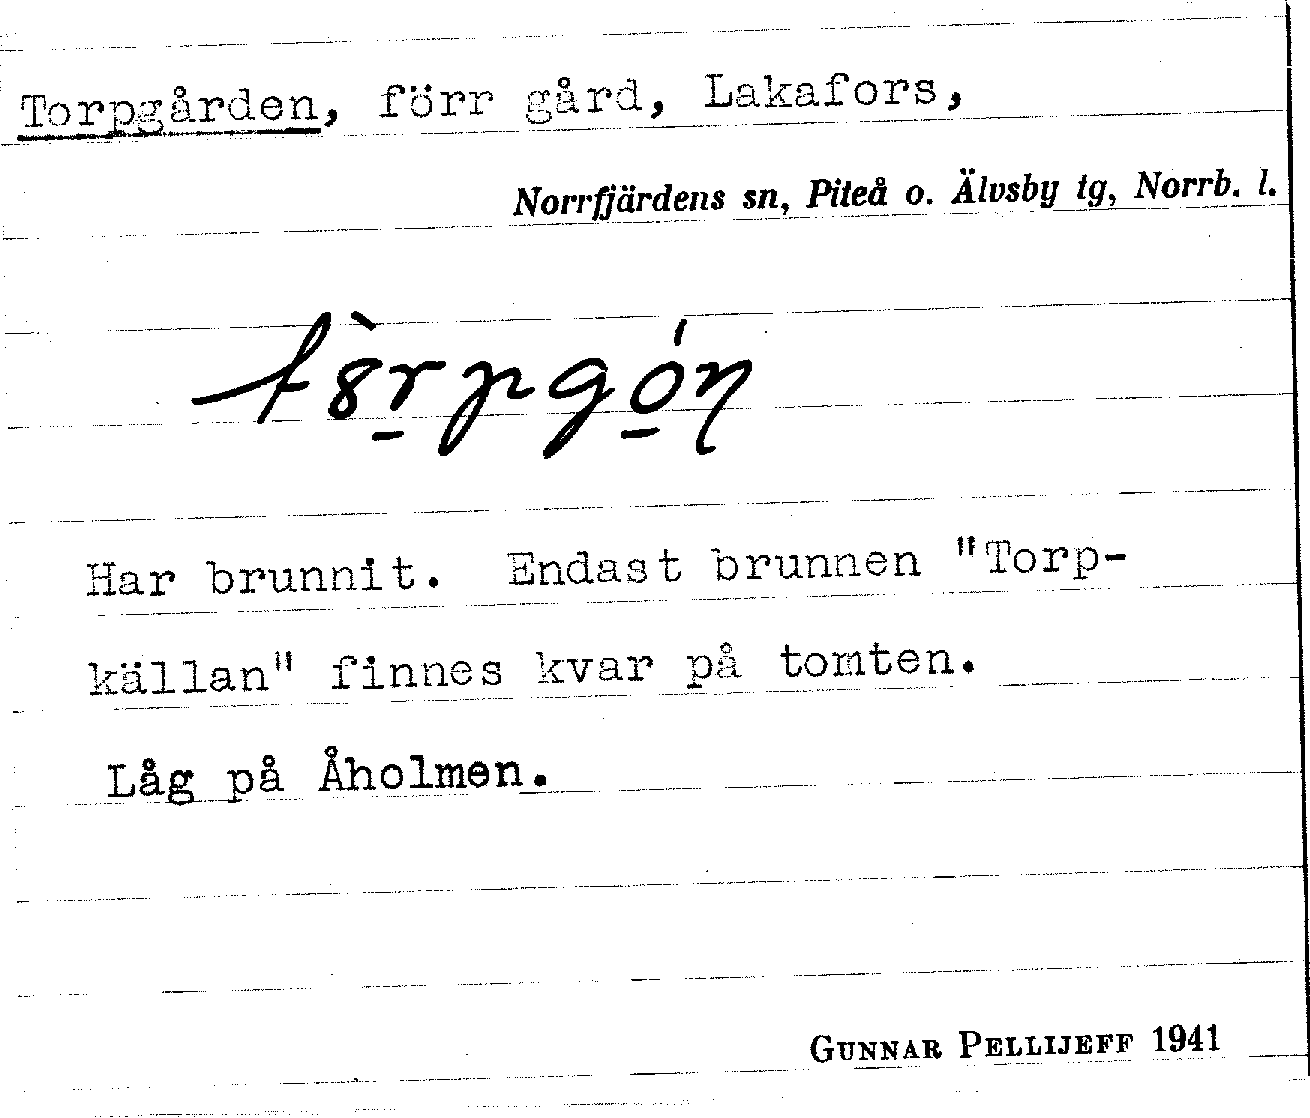 Torpgården, förr gård, Lakafors,
Norrfjärdens sn, Piteå o. Älvsby tg, Norrb. l.
Har brunnit. Endast brunnen "Torp-
källan" finnes kvar på tomten.
Låg på Åholmen.
GUNNAR PELLIJEFF 1941